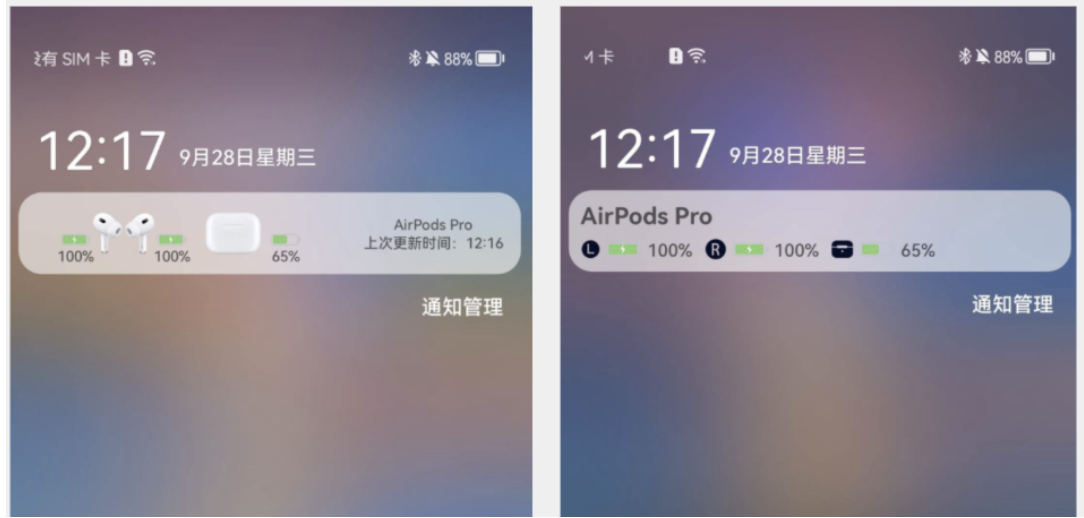 有 SIM 卡
88%
12:17 9月28日星期三
100%
100%
65%
AirPods Pro
上次更新时间：12:16
通知管理
卡
88%
12:17 9月28日星期三
AirPods Pro
L 100% R 100% 65%
通知管理